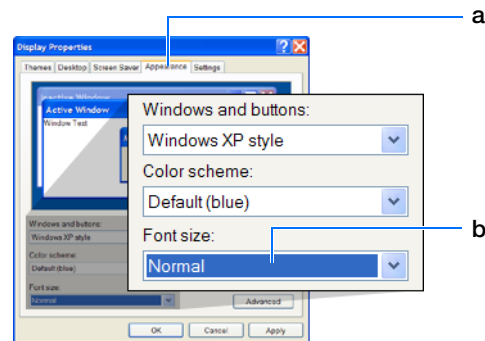 a
Display Properties
Themes Desktop Screen Saver Appearance Settings
Inactive Window
Active Window
Window Text
Windows and buttons:
Windows XP style
Color scheme:
Default (blue)
Font size:
Normal
b
Windows and buttons:
Windows XP style
Color scheme:
Default (blue)
Font size:
Normal
Advanced
OK Cancel Apply